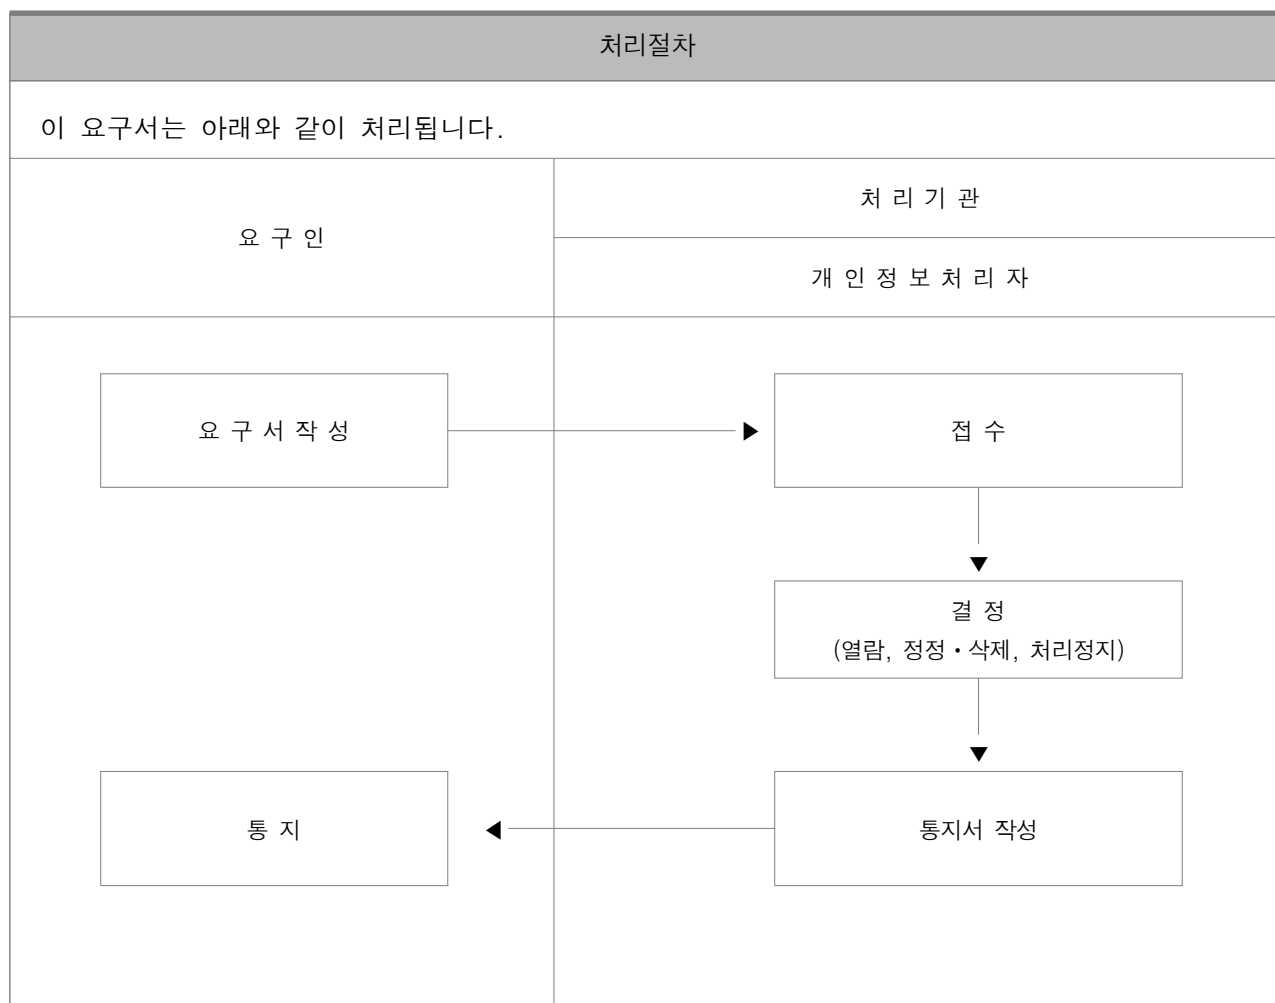 처리절차
이 요구서는 아래와 같이 처리됩니다.
요 구 인
처 리 기 관
개 인 정 보 처 리 자
요 구 서 작 성
접 수
결 정
(열람, 정정・삭제, 처리정지)
통 지
통지서 작성